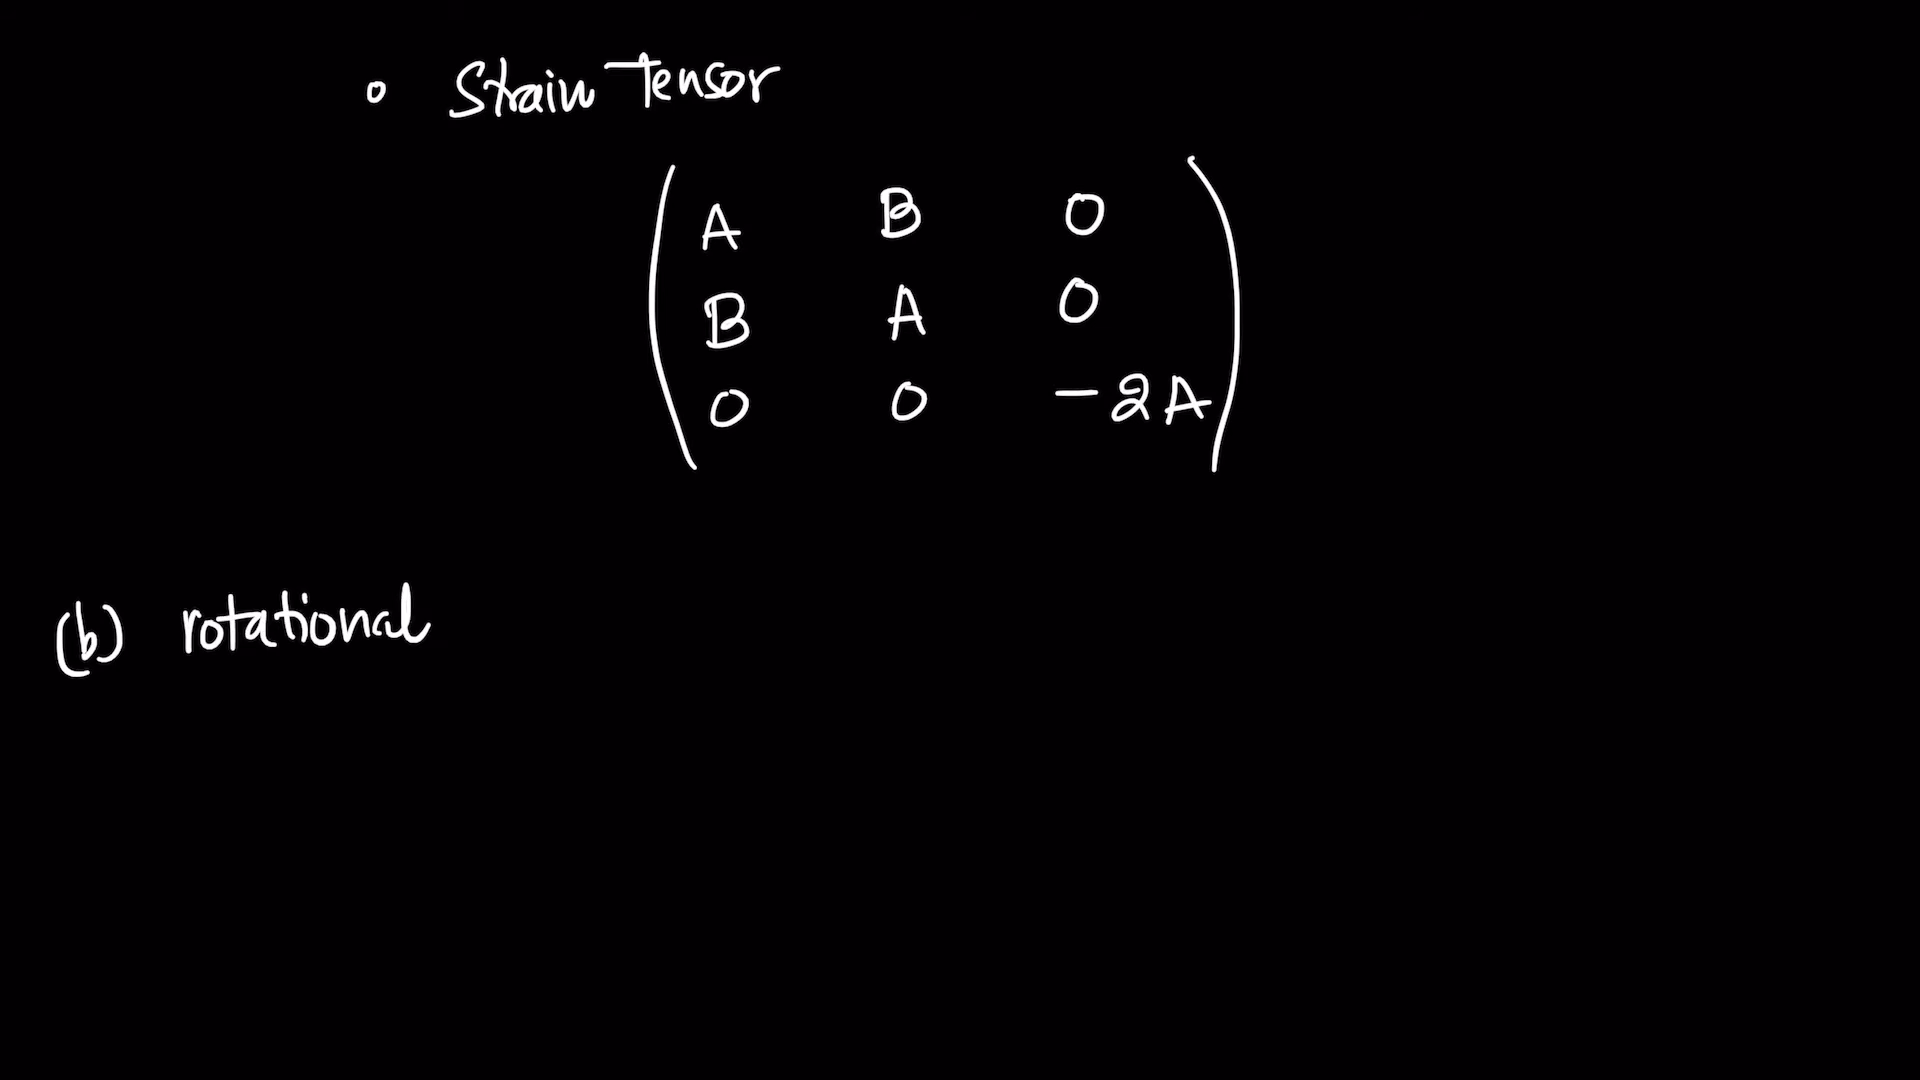 ∘ Strain Tensor
A B 0
B A 0
0 0 -2A
(b) rotational